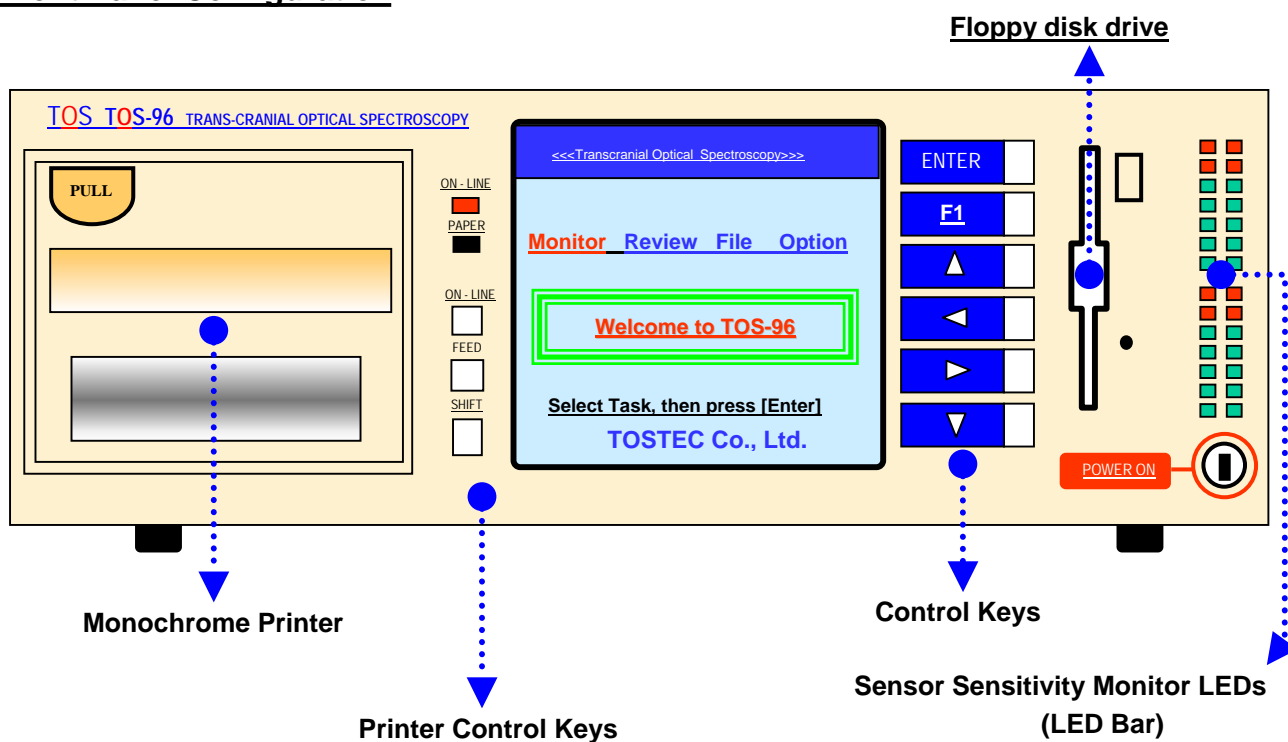 Floppy disk drive
TOS TOS-96 TRANS-CRANIAL OPTICAL SPECTROSCOPY
PULL
ON - LINE
PAPER
ON - LINE
FEED
SHIFT
<<<Transcranial Optical Spectroscopy>>>
Monitor Review File Option
Welcome to TOS-96
Select Task, then press [Enter]
TOSTEC Co., Ltd.
ENTER
F1
POWER ON
Monochrome Printer
Control Keys
Printer Control Keys
Sensor Sensitivity Monitor LEDs
(LED Bar)